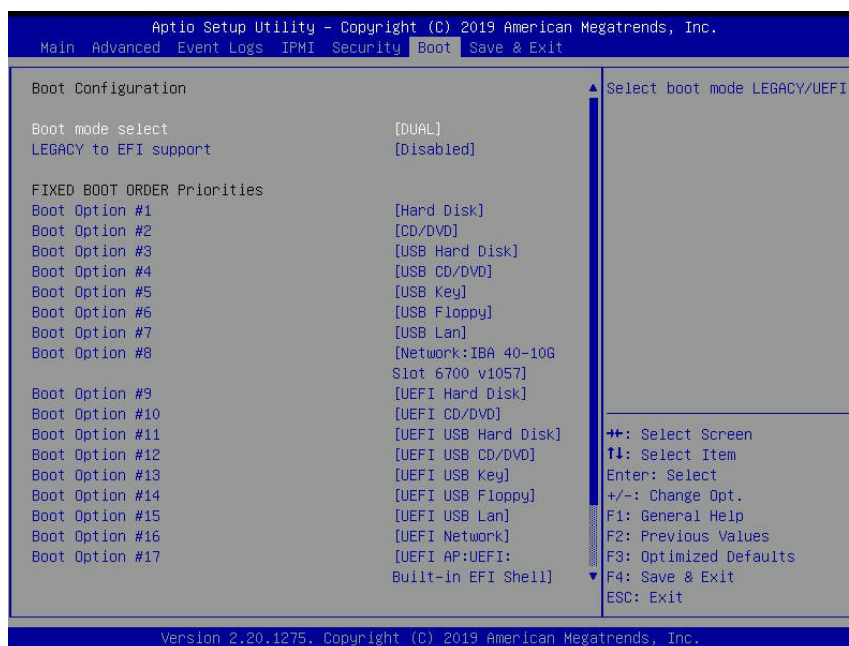 Aptio Setup Utility – Copyright (C) 2019 American Megatrends, Inc.
Main Advanced Event Logs IPMI Security Boot Save & Exit
Boot Configuration
Boot mode select [DUAL]
LEGACY to EFI support [Disabled]
FIXED BOOT ORDER Priorities
Boot Option #1 [Hard Disk]
Boot Option #2 [CD/DVD]
Boot Option #3 [USB Hard Disk]
Boot Option #4 [USB CD/DVD]
Boot Option #5 [USB Key]
Boot Option #6 [USB Floppy]
Boot Option #7 [USB Lan]
Boot Option #8 [Network:IBA 40-10G
Slot 6700 v1057]
Boot Option #9 [UEFI Hard Disk]
Boot Option #10 [UEFI CD/DVD]
Boot Option #11 [UEFI USB Hard Disk]
Boot Option #12 [UEFI USB CD/DVD]
Boot Option #13 [UEFI USB Key]
Boot Option #14 [UEFI USB Floppy]
Boot Option #15 [UEFI USB Lan]
Boot Option #16 [UEFI Network]
Boot Option #17 [UEFI AP:UEFI:
Built-in EFI Shell]
Select boot mode LEGACY/UEFI
→←: Select Screen
↑↓: Select Item
Enter: Select
+/-: Change Opt.
F1: General Help
F2: Previous Values
F3: Optimized Defaults
F4: Save & Exit
ESC: Exit
Version 2.20.1275. Copyright (C) 2019 American Megatrends, Inc.